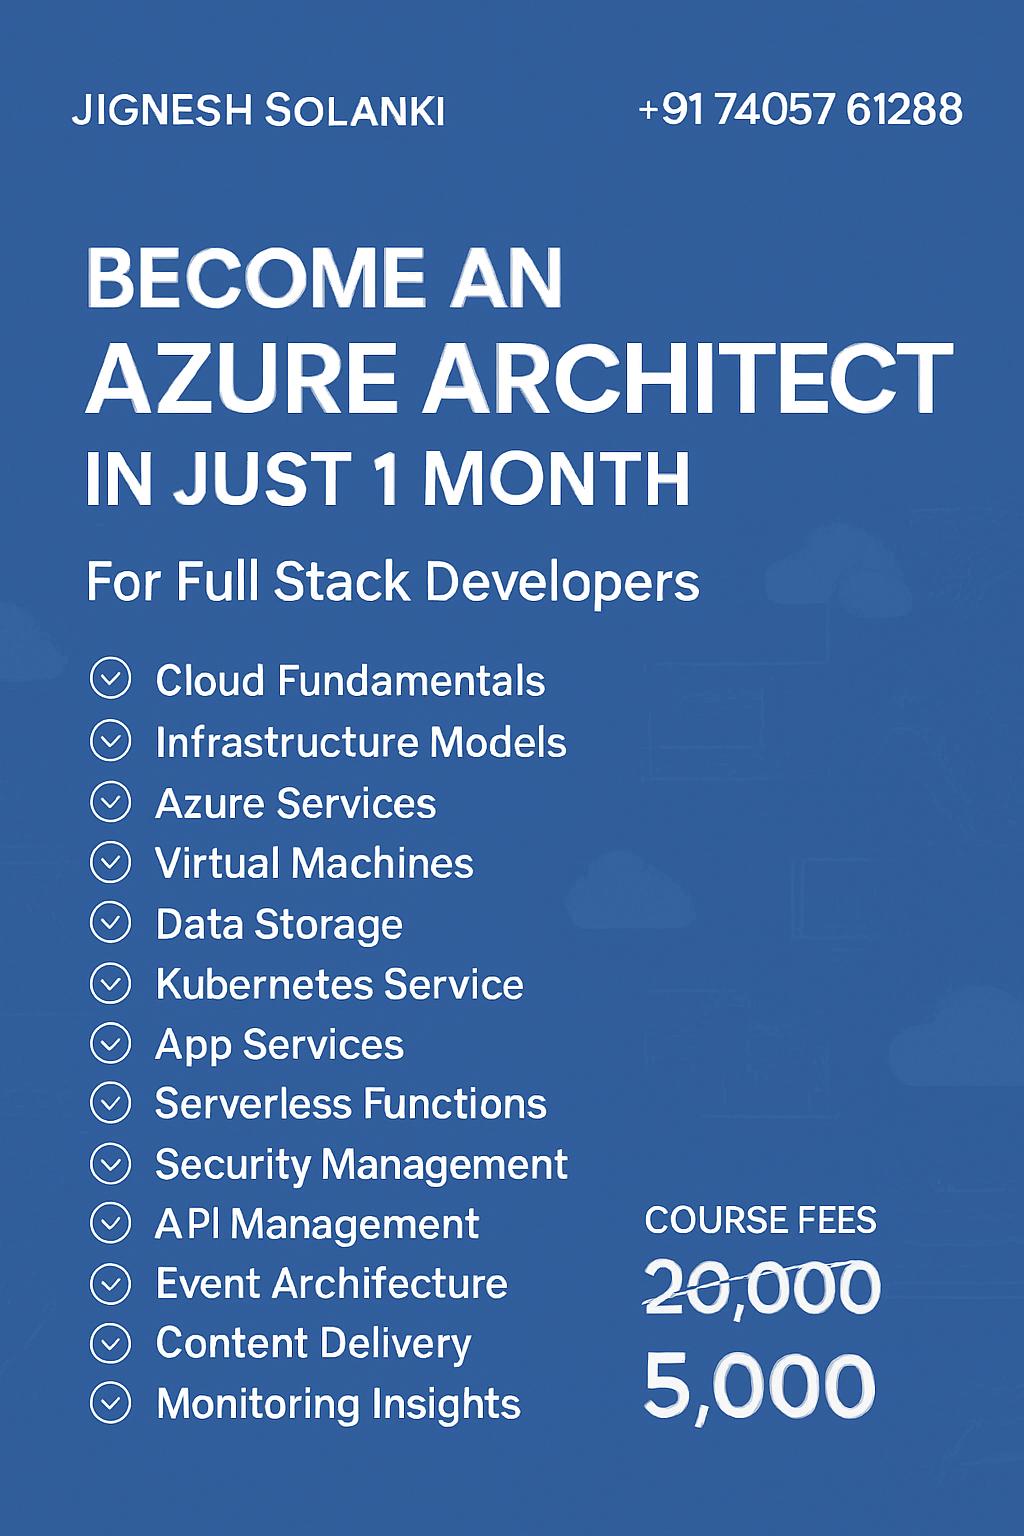 JIGNESH SOLANKI
+91 74057 61288
BECOME AN
AZURE ARCHITECT
IN JUST 1 MONTH
For Full Stack Developers
Cloud Fundamentals
Infrastructure Models
Azure Services
Virtual Machines
Data Storage
Kubernetes Service
App Services
Serverless Functions
Security Management
API Management
Event Archifecture
Content Delivery
Monitoring Insights
COURSE FEES
20,000
5,000